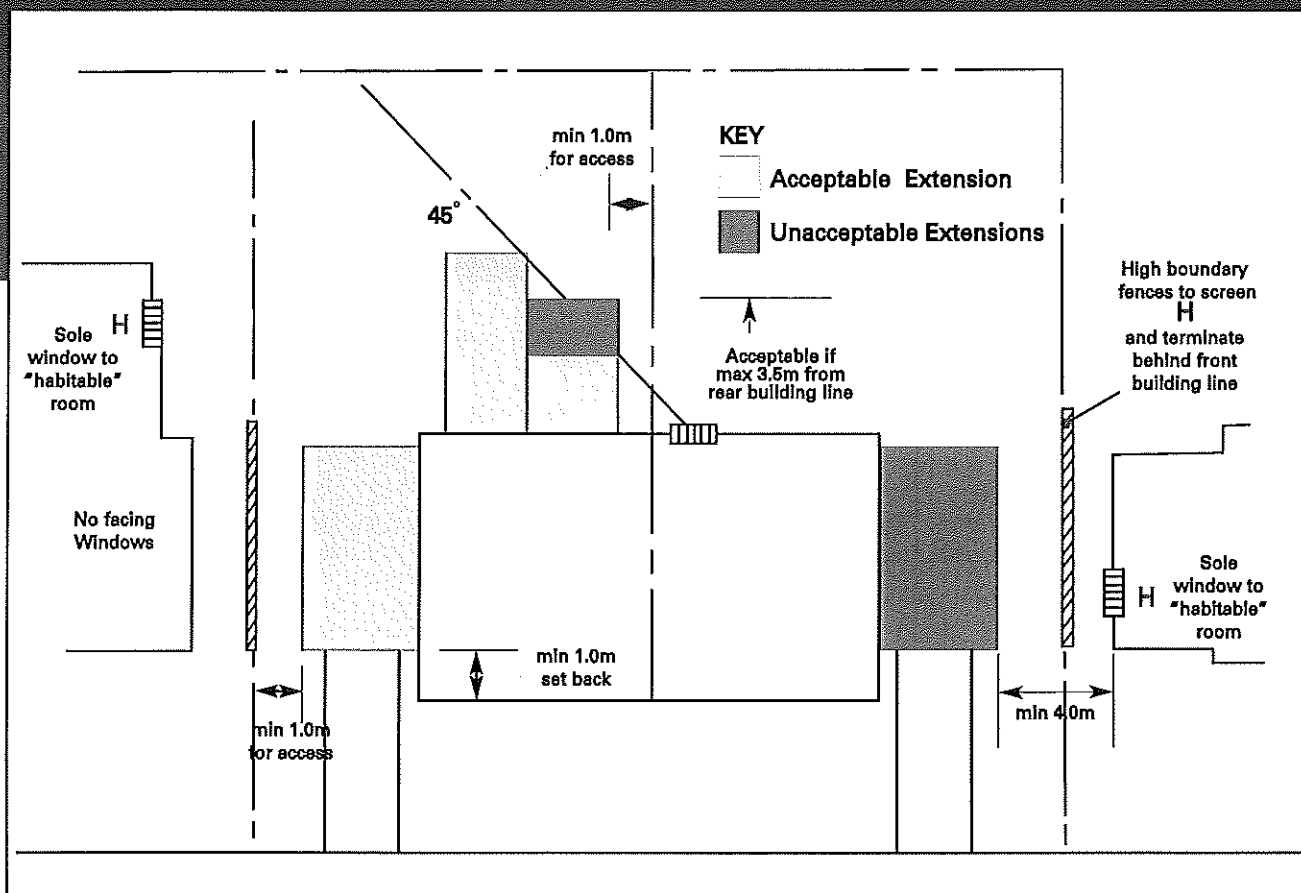 min 1.0m
for access
KEY
Acceptable Extension
Unacceptable Extensions
45°
High boundary
fences to screen
H
and terminate
behind front
building line
H
Sole
window to
"habitable"
room
Acceptable if
max 3.5m from
rear building line
No facing
Windows
H
Sole
window to
"habitable"
room
min 1.0m
set back
min 1.0m
for access
min 4.0m